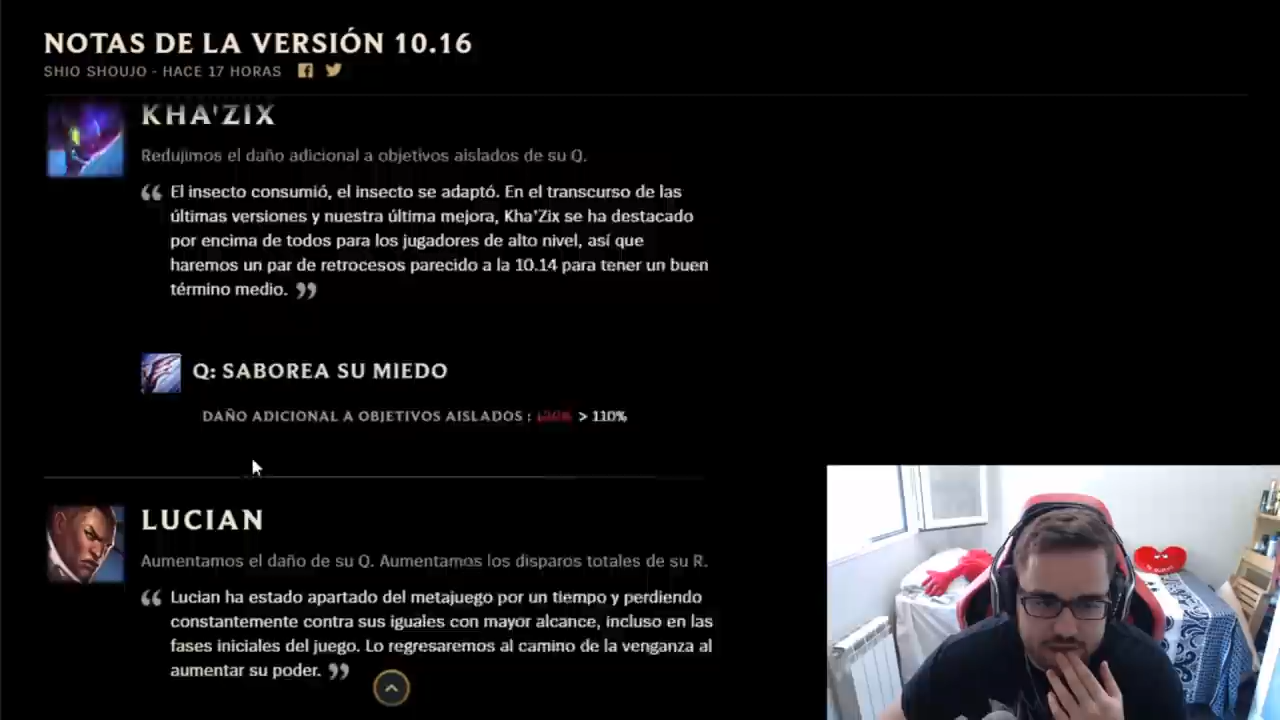 NOTAS DE LA VERSIÓN 10.16
SHIO SHOUJO - HACE 17 HORAS
KHA'ZIX
Redujimos el daño adicional a objetivos aislados de su Q.
“ El insecto consumió, el insecto se adaptó. En el transcurso de las
últimas versiones y nuestra última mejora, Kha'Zix se ha destacado
por encima de todos para los jugadores de alto nivel, así que
haremos un par de retrocesos parecido a la 10.14 para tener un buen
término medio. ”
Q: SABOREA SU MIEDO
DAÑO ADICIONAL A OBJETIVOS AISLADOS : > 110%
LUCIAN
Aumentamos el daño de su Q. Aumentamos los disparos totales de su R.
“ Lucian ha estado apartado del metajuego por un tiempo y perdiendo
constantemente contra sus iguales con mayor alcance, incluso en las
fases iniciales del juego. Lo regresaremos al camino de la venganza al
aumentar su poder. ”